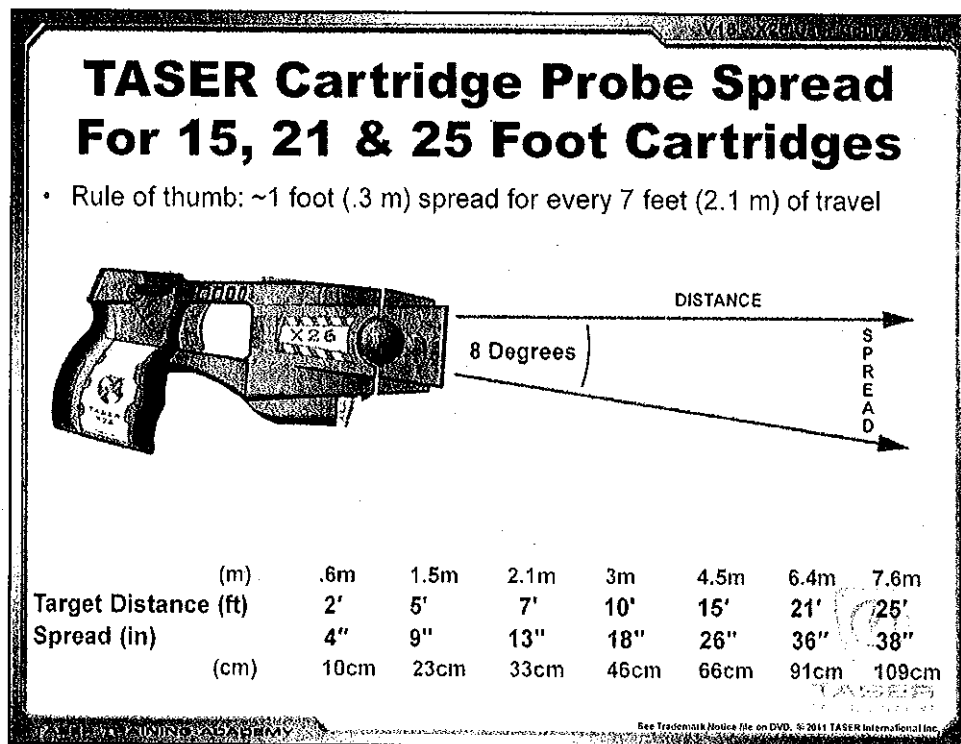 TASER Cartridge Probe Spread
For 15, 21 & 25 Foot Cartridges
• Rule of thumb: ~1 foot (.3 m) spread for every 7 feet (2.1 m) of travel
DISTANCE
X26
8 Degrees
SPREAD
TASER
(m) .6m 1.5m 2.1m 3m 4.5m 6.4m 7.6m
Target Distance (ft) 2' 5' 7' 10' 15' 21' 25'
Spread (in) 4" 9" 13" 18" 26" 36" 38"
(cm) 10cm 23cm 33cm 46cm 66cm 91cm 109cm
TASER
TASER TRAINING ACADEMY
See Trademark Notice file on DVD. © 2011 TASER International Inc.